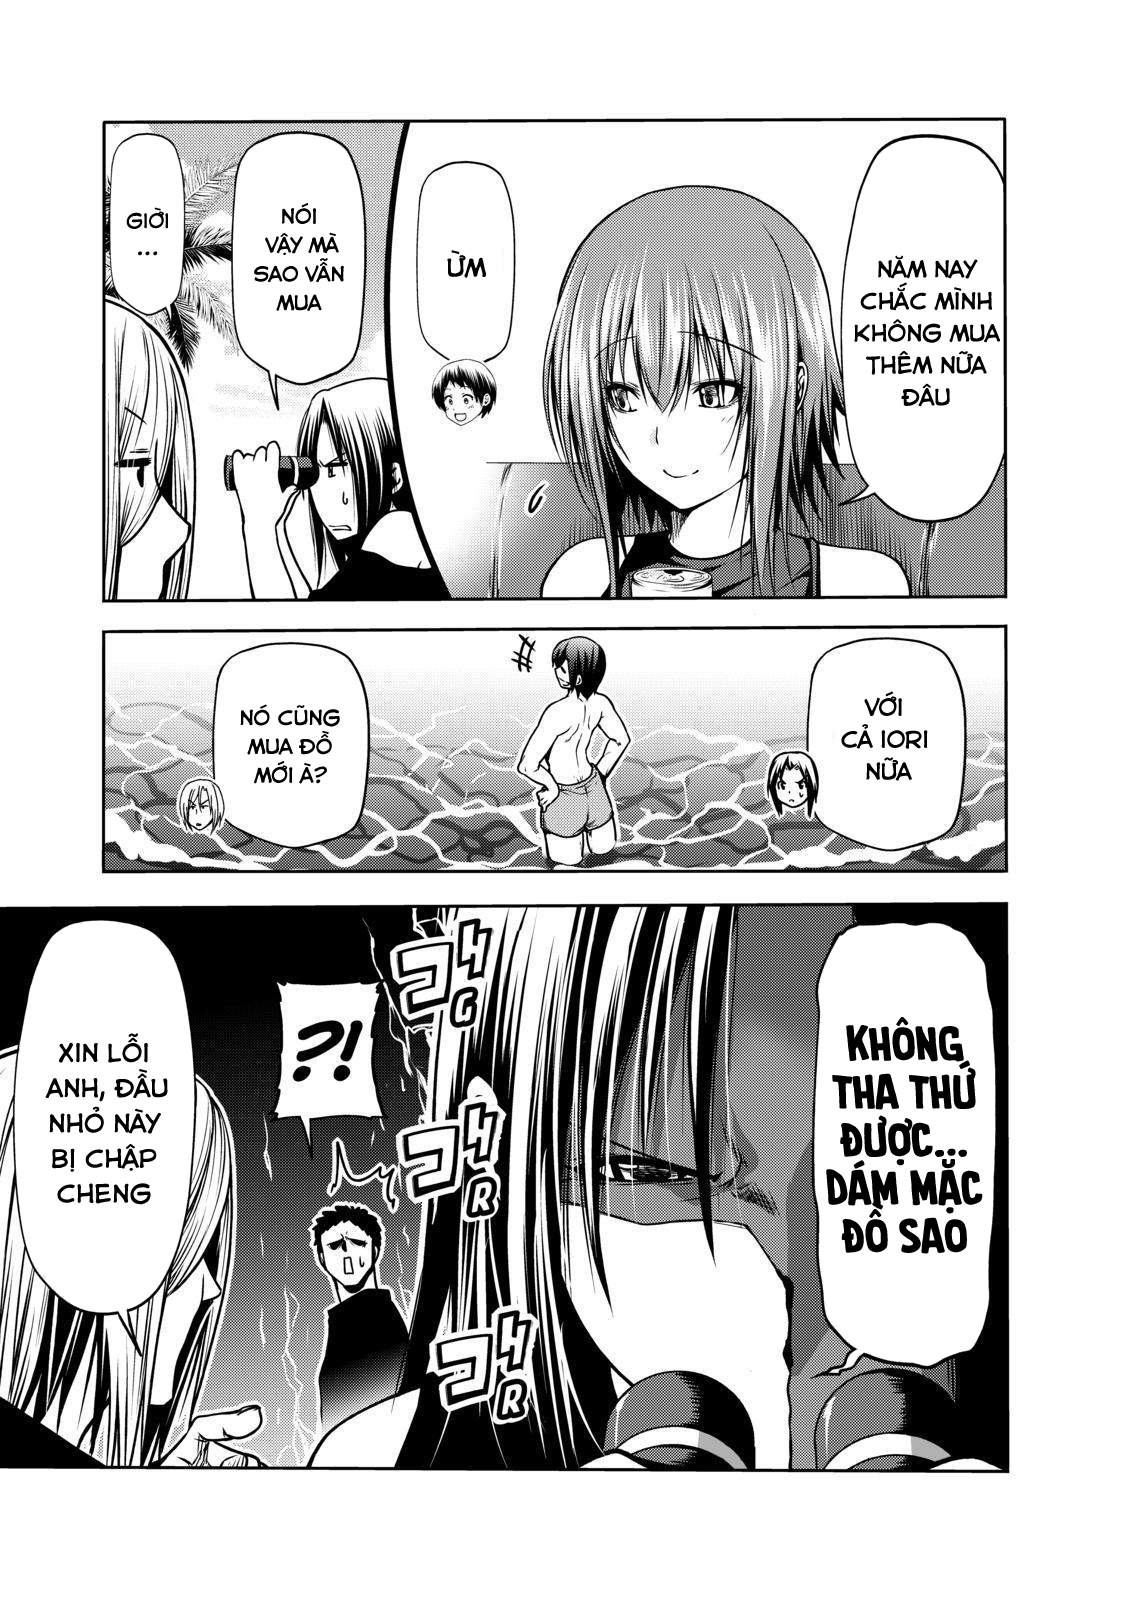 NĂM NAY
CHẮC MÌNH
KHÔNG MUA
THÊM NỮA
ĐÂU
ỪM
NÓI
VẬY MÀ
SAO VẪN
MUA
GIỜI
...
VỚI
CẢ IORI
NỮA
NÓ CŨNG
MUA ĐỒ
MỚI À?
KHÔNG
THA THỨ
ĐƯỢC...
DÁM MẶC
ĐỒ SAO
?!
XIN LỖI
ANH, ĐẦU
NHỎ NÀY
BỊ CHẬP
CHENG